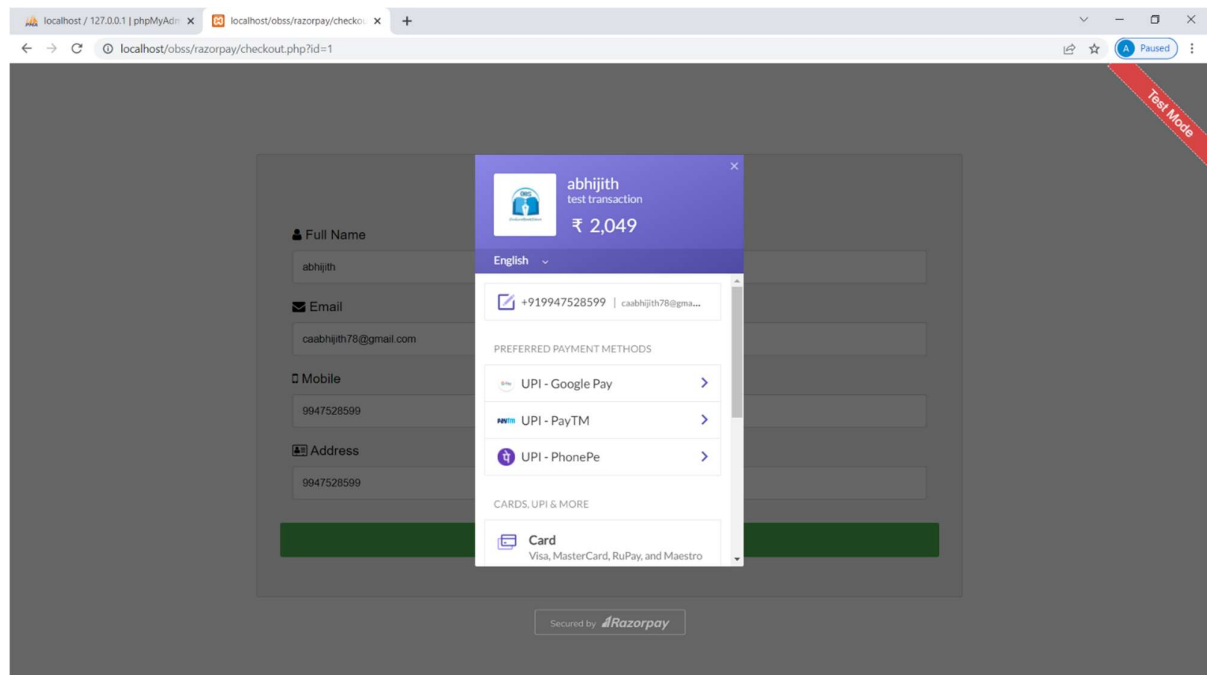 localhost / 127.0.0.1 | phpMyAdm
localhost/obss/razorpay/checkou
localhost/obss/razorpay/checkout.php?id=1
A Paused
Test Mode
abhijith
test transaction
₹ 2,049
English
Full Name
abhijith
Email
caabhijith78@gmail.com
Mobile
9947528599
Address
9947528599
+919947528599 | caabhijith78@gma...
PREFERRED PAYMENT METHODS
UPI - Google Pay
UPI - PayTM
UPI - PhonePe
CARDS, UPI & MORE
Card
Visa, MasterCard, RuPay, and Maestro
Secured by Razorpay